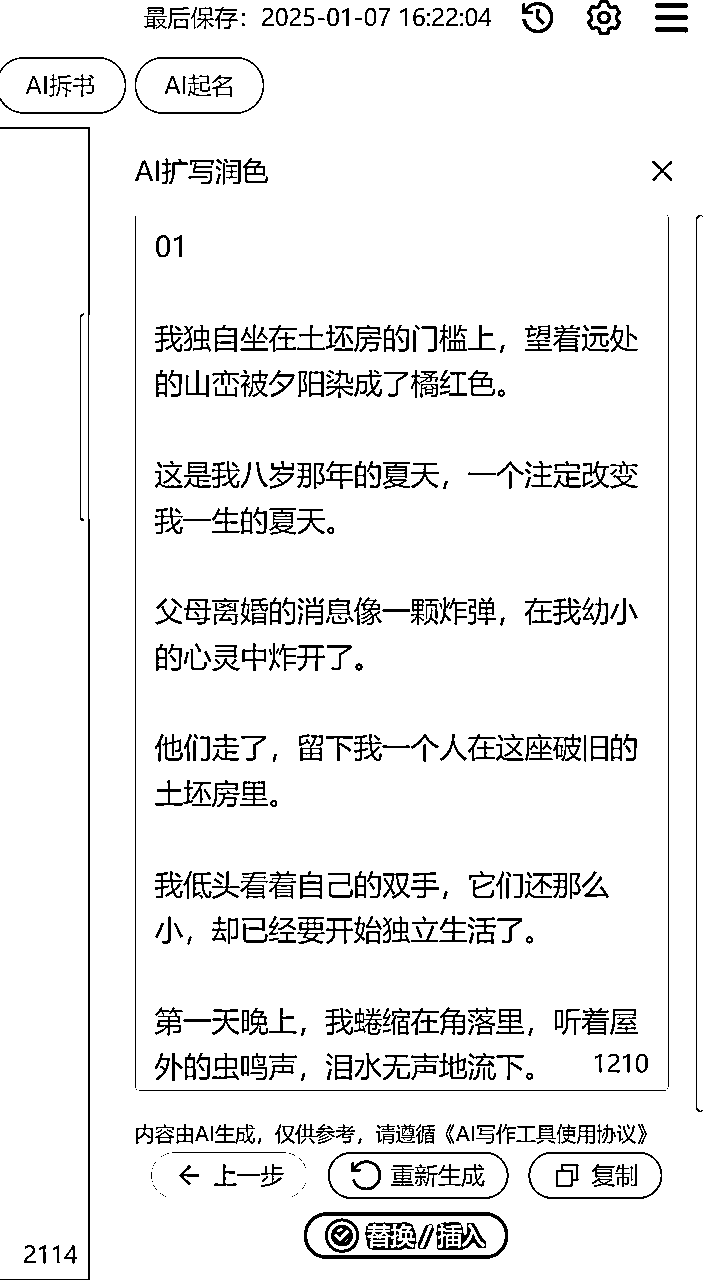 最后保存：2025-01-07 16:22:04
AI拆书
AI起名
AI扩写润色
01
我独自坐在土坯房的门槛上，望着远处
的山峦被夕阳染成了橘红色。
这是我八岁那年的夏天，一个注定改变
我一生的夏天。
父母离婚的消息像一颗炸弹，在我幼小
的心灵中炸开了。
他们走了，留下我一个人在这座破旧的
土坯房里。
我低头看着自己的双手，它们还那么
小，却已经要开始独立生活了。
第一天晚上，我蜷缩在角落里，听着屋
外的虫鸣声，泪水无声地流下。
1210
内容由AI生成，仅供参考，请遵循《AI写作工具使用协议》
上一步
重新生成
复制
替换/插入
2114